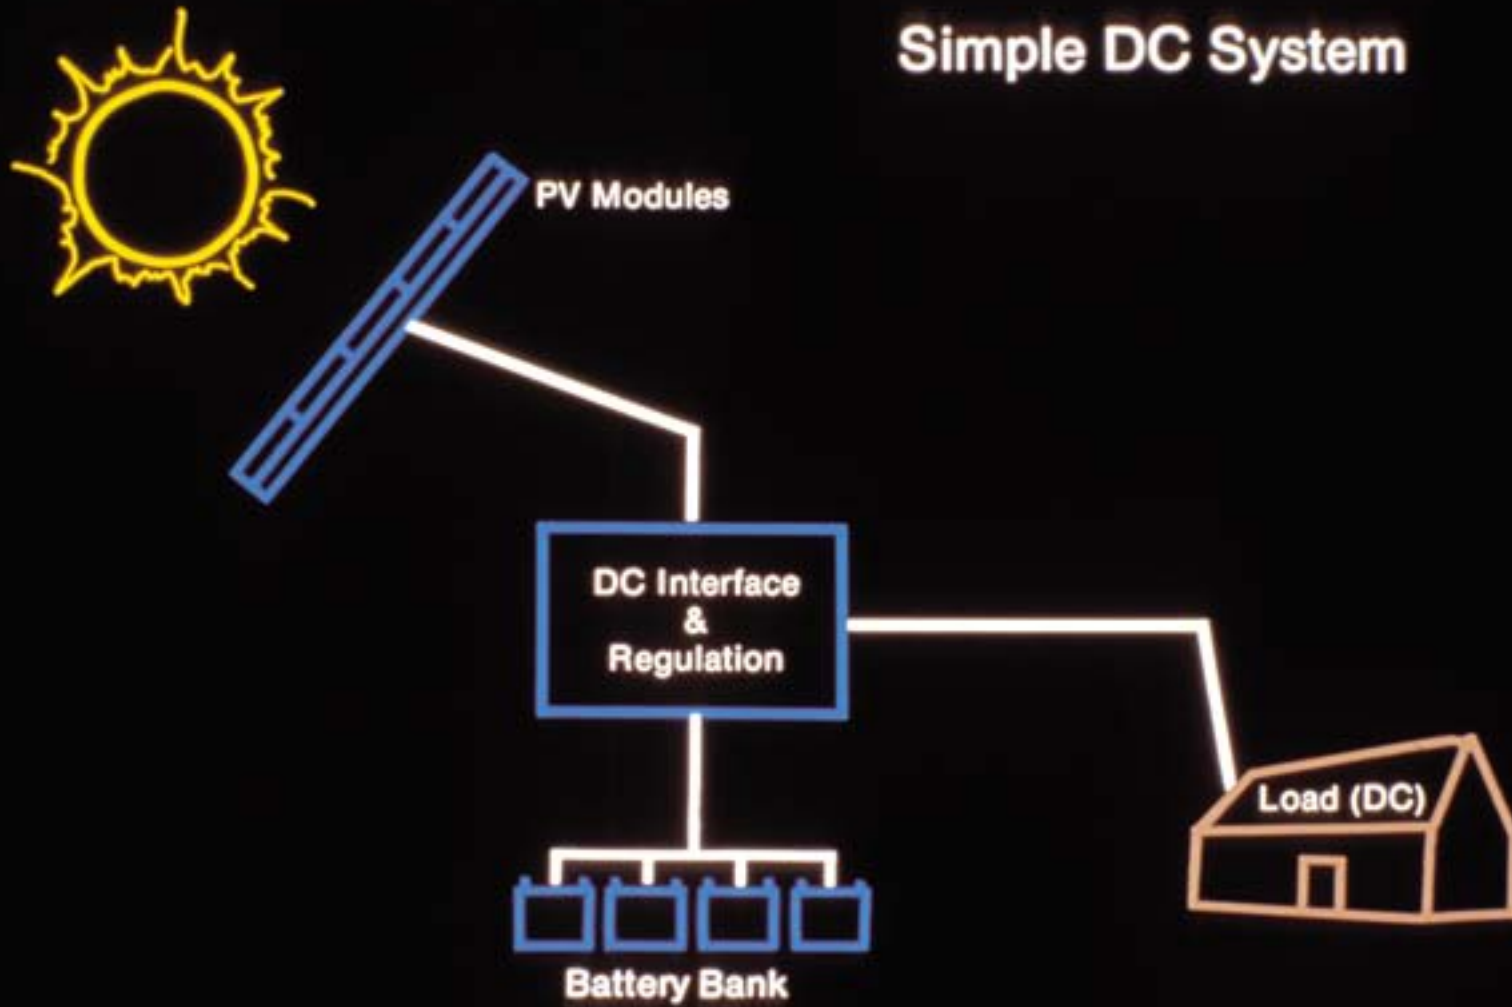 Simple DC System
PV Modules
DC Interface
&
Regulation
Load (DC)
Battery Bank